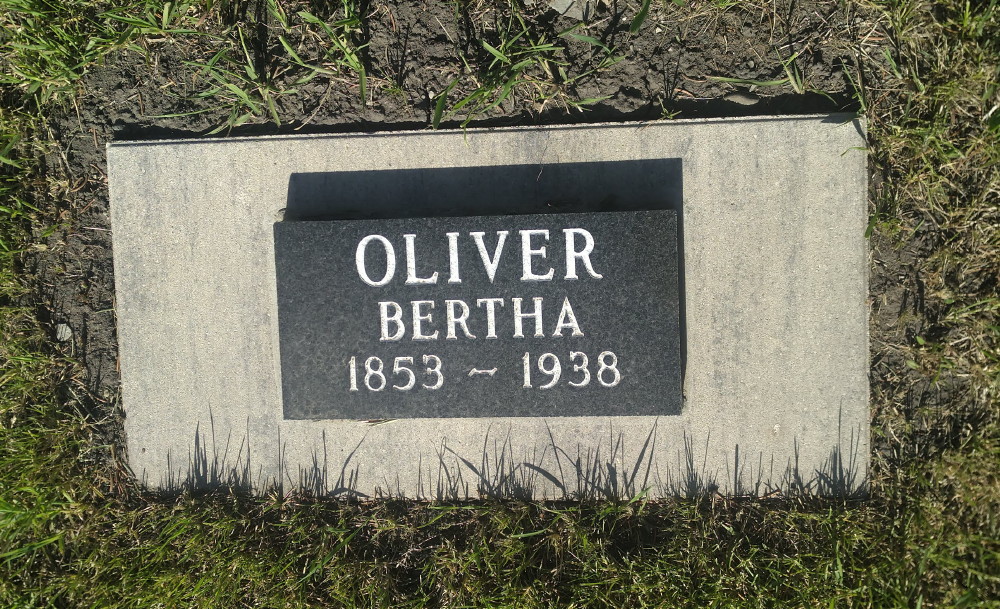 OLIVER
BERTHA
1853 ~ 1938